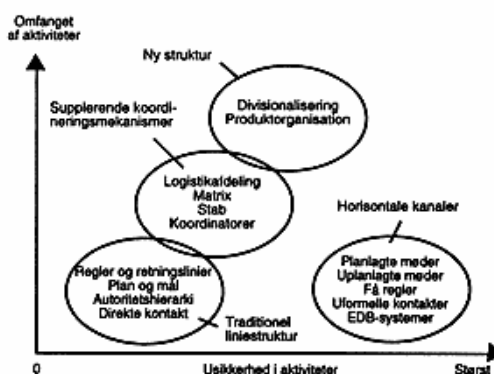 Omfanget
af aktiviteter
Ny struktur
Divisionalisering
Produktorganisation
Supplerende koordi-
neringsmekanismer
Logistikafdeling
Matrix
Stab
Koordinatorer
Horisontale kanaler
Regler og retningslinier
Plan og mål
Autoritetshierarki
Direkte kontakt
Planlagte møder
Uplanlagte møder
Få regler
Uformelle kontakter
EDB-systemer
Traditionel
liniestruktur
0
Usikkerhed i aktiviteter
Størst